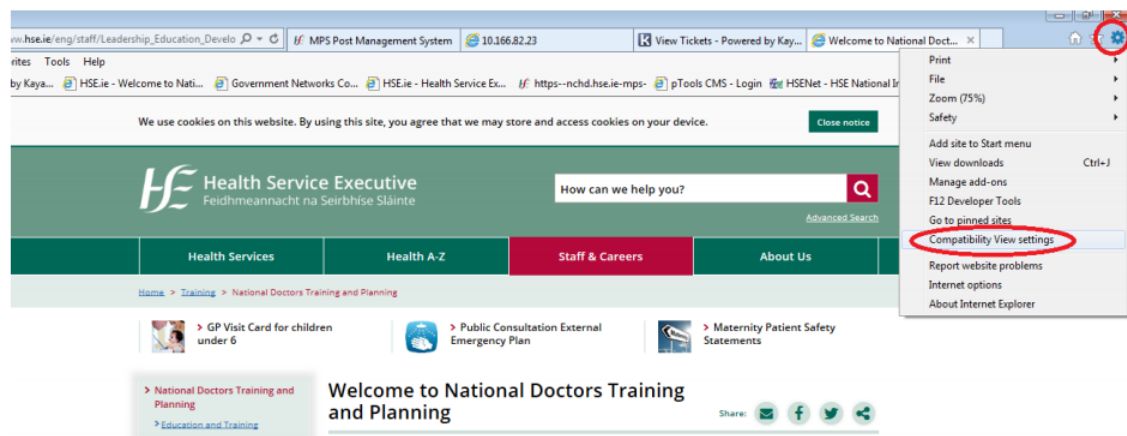 ww.hse.ie/eng/staff/Leadership_Education_Develo
MPS Post Management System
10.166.82.23
View Tickets - Powered by Kay...
Welcome to National Doct...
rites Tools Help
by Kaya...
HSE.ie - Welcome to Nati...
Government Networks Co...
HSE.ie - Health Service Ex...
https--nchd.hse.ie-mps-
pTools CMS - Login
HSENet - HSE National Ir
Print
File
Zoom (75%)
Safety
Add site to Start menu
View downloads Ctrl+J
Manage add-ons
F12 Developer Tools
Go to pinned sites
Compatibility View settings
Report website problems
Internet options
About Internet Explorer
We use cookies on this website. By using this site, you agree that we may store and access cookies on your device.
Close notice
Health Service Executive
Feidhmeannacht na Seirbhíse Sláinte
How can we help you?
Advanced Search
Health Services
Health A-Z
Staff & Careers
About Us
Home > Training > National Doctors Training and Planning
> GP Visit Card for children
under 6
> Public Consultation External
Emergency Plan
> Maternity Patient Safety
Statements
> National Doctors Training and
Planning
> Education and Training
Welcome to National Doctors Training
and Planning
Share: